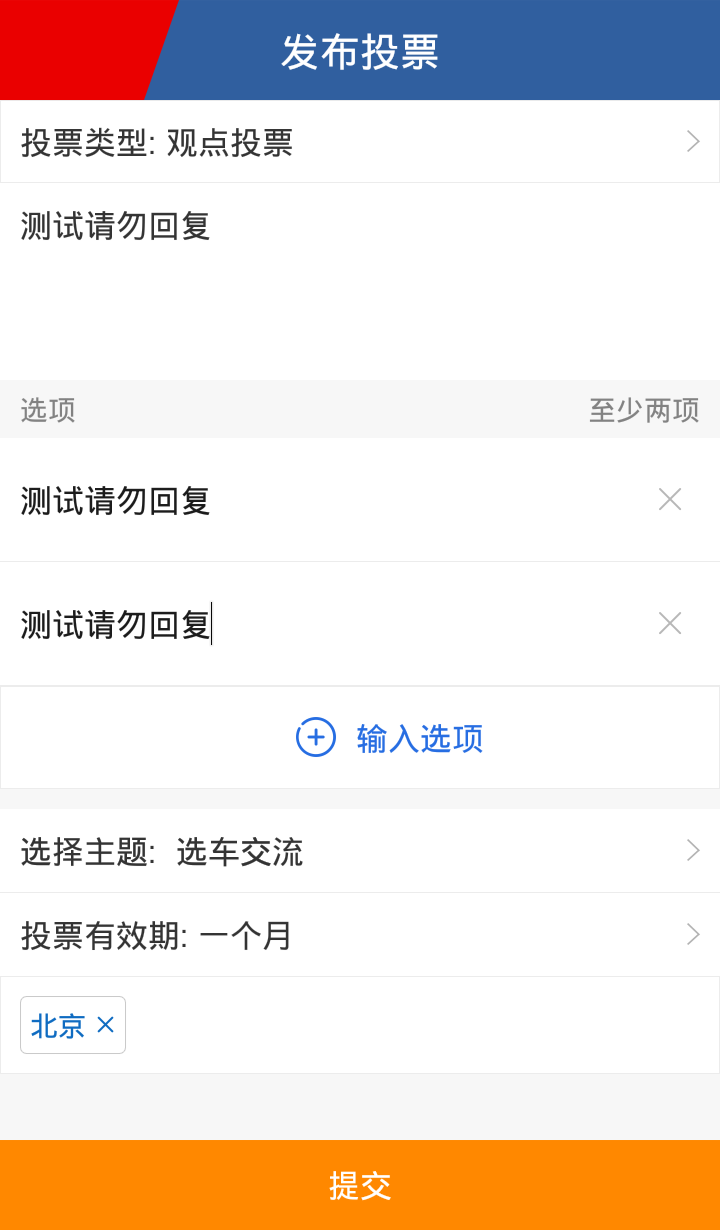 发布投票
投票类型: 观点投票
测试请勿回复
选项 至少两项
测试请勿回复
测试请勿回复
输入选项
选择主题: 选车交流
投票有效期: 一个月
北京
提交